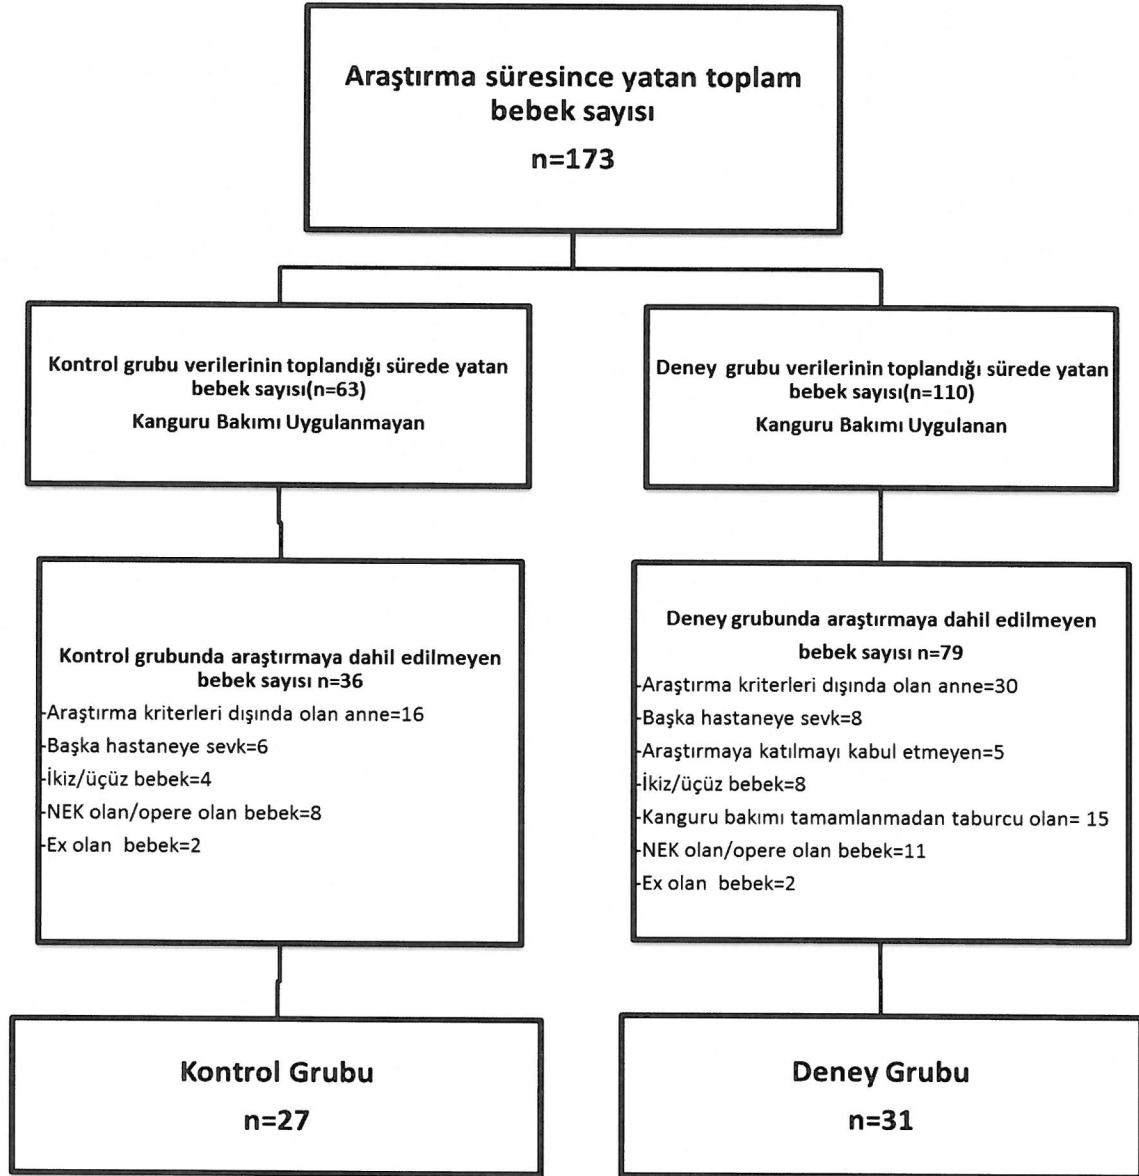 Araştırma süresince yatan toplam
bebek sayısı
n=173
Kontrol grubu verilerinin toplandığı sürede yatan
bebek sayısı(n=63)
Kanguru Bakımı Uygulanmayan
Deney grubu verilerinin toplandığı sürede yatan
bebek sayısı(n=110)
Kanguru Bakımı Uygulanan
Kontrol grubunda araştırmaya dahil edilmeyen
bebek sayısı n=36
-Araştırma kriterleri dışında olan anne=16
-Başka hastaneye sevk=6
-İkiz/üçüz bebek=4
-NEK olan/opere olan bebek=8
-Ex olan bebek=2
Deney grubunda araştırmaya dahil edilmeyen
bebek sayısı n=79
-Araştırma kriterleri dışında olan anne=30
-Başka hastaneye sevk=8
-Araştırmaya katılmayı kabul etmeyen=5
-İkiz/üçüz bebek=8
-Kanguru bakımı tamamlanmadan taburcu olan= 15
-NEK olan/opere olan bebek=11
-Ex olan bebek=2
Kontrol Grubu
n=27
Deney Grubu
n=31